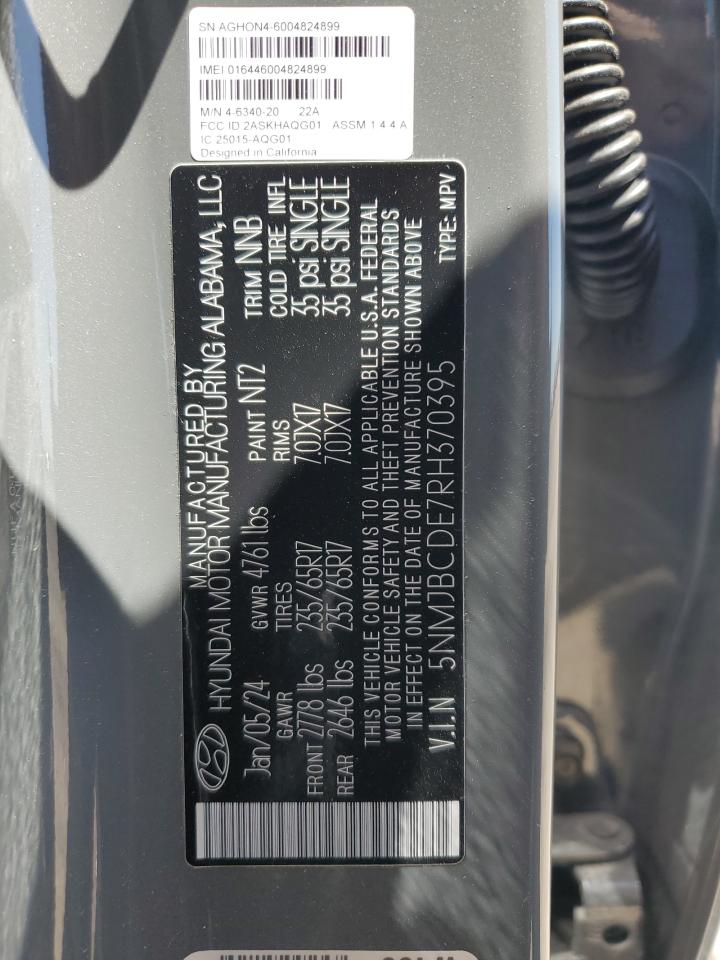 SN AGHON4-6004824899
IMEI 016446004824899
M/N 4-6340-20 22A
FCC ID 2ASKHAQG01 ASSM 1 4 4 A
IC 25015-AQG01
Designed in California
MANUFACTURED BY
HYUNDAI MOTOR MANUFACTURING ALABAMA, LLC
Jan/05/24 GVWR 4761 lbs PAINT NT2 TRIM NNB
GAWR TIRES RIMS COLD TIRE INFL
FRONT 2778 lbs 235/65R17 7.0JX17 35 psi SINGLE
REAR 2646 lbs 235/65R17 7.0JX17 35 psi SINGLE
THIS VEHICLE CONFORMS TO ALL APPLICABLE U.S.A. FEDERAL
MOTOR VEHICLE SAFETY AND THEFT PREVENTION STANDARDS
IN EFFECT ON THE DATE OF MANUFACTURE SHOWN ABOVE
V.I.N 5NMJBCDE7RH370395 TYPE: MPV